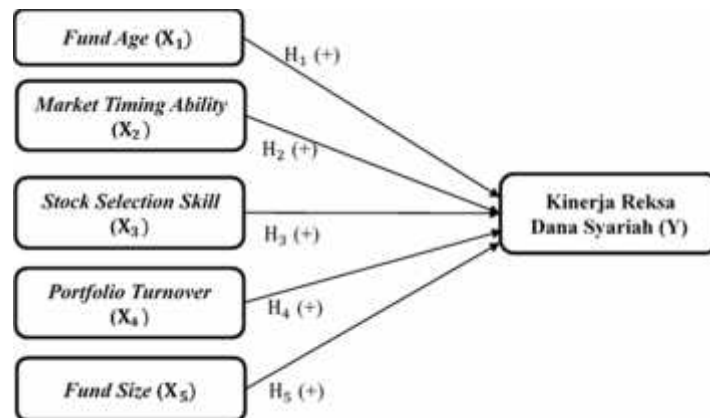 Fund Age (X₁)
H₁ (+)
Market Timing Ability
(X₂)
H₂ (+)
Stock Selection Skill
(X₃)
H₃ (+)
Kinerja Reksa
Dana Syariah (Y)
Portfolio Turnover
(X₄)
H₄ (+)
Fund Size (X₅)
H₅ (+)